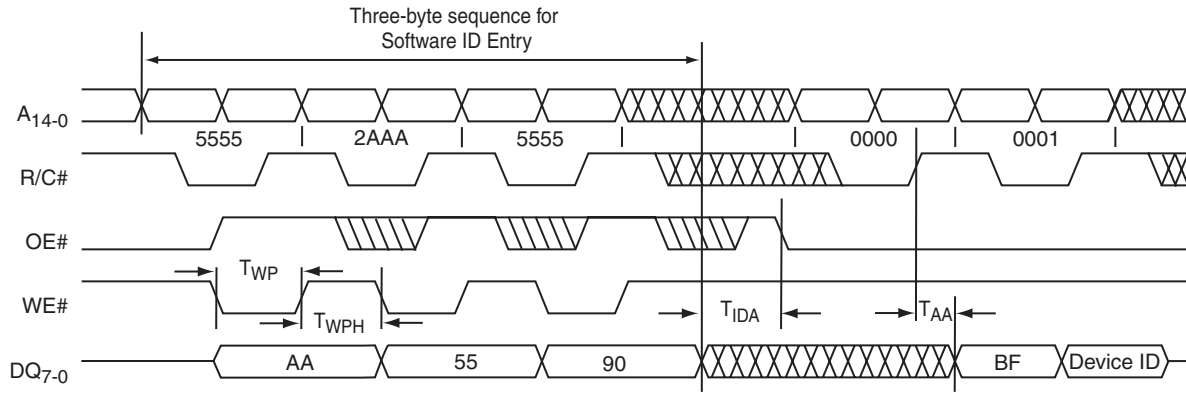 Three-byte sequence for
Software ID Entry
A14-0
5555 2AAA 5555 0000 0001
R/C#
OE#
TWP
WE#
TWPH TIDA TAA
DQ7-0 AA 55 90 BF Device ID